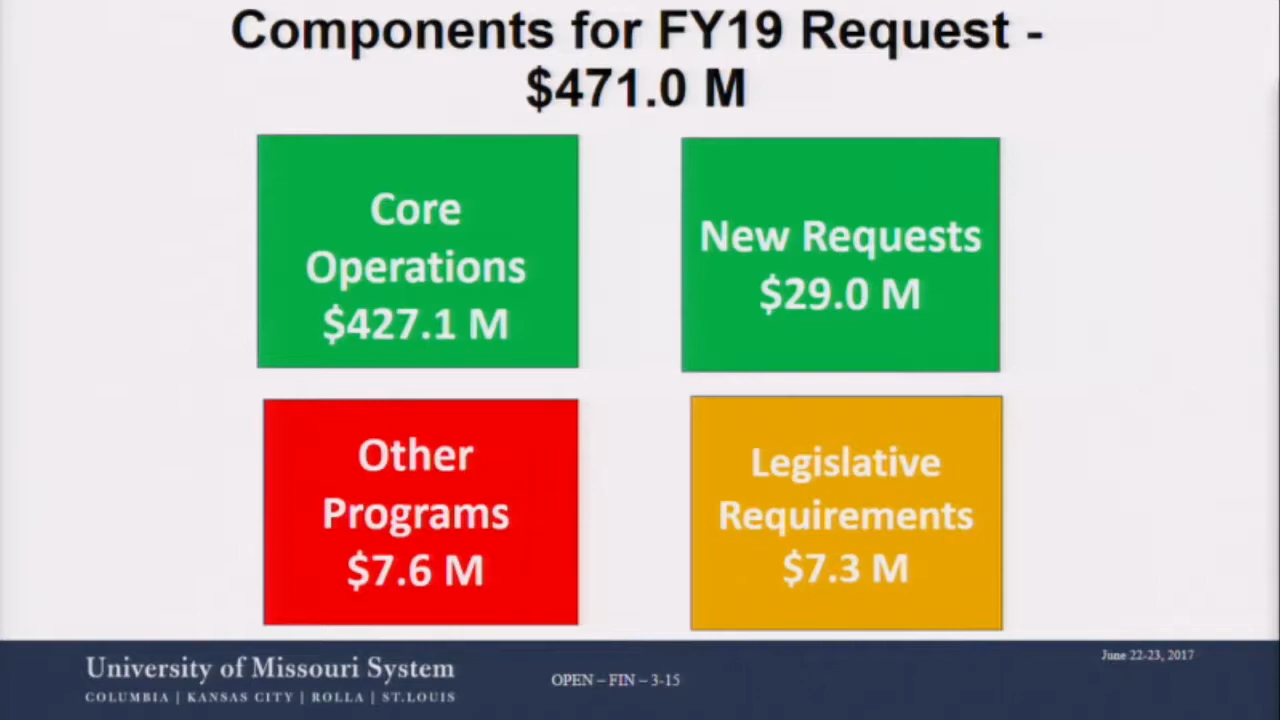 Components for FY19 Request -
$471.0 M
Core
Operations
$427.1 M
New Requests
$29.0 M
Other
Programs
$7.6 M
Legislative
Requirements
$7.3 M
University of Missouri System
COLUMBIA | KANSAS CITY | ROLLA | ST.LOUIS
OPEN – FIN – 3-15
June 22-23, 2017